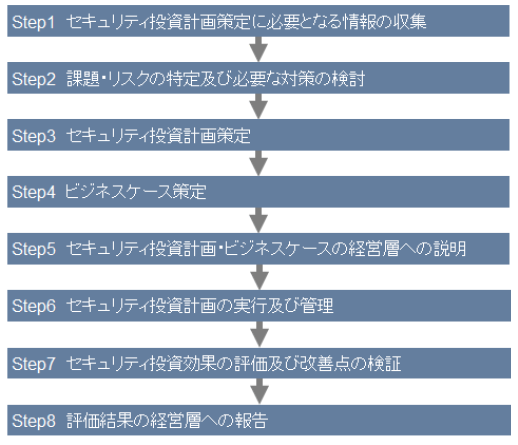 Step1 セキュリティ投資計画策定に必要となる情報の収集
Step2 課題・リスクの特定及び必要な対策の検討
Step3 セキュリティ投資計画策定
Step4 ビジネスケース策定
Step5 セキュリティ投資計画・ビジネスケースの経営層への説明
Step6 セキュリティ投資計画の実行及び管理
Step7 セキュリティ投資効果の評価及び改善点の検証
Step8 評価結果の経営層への報告